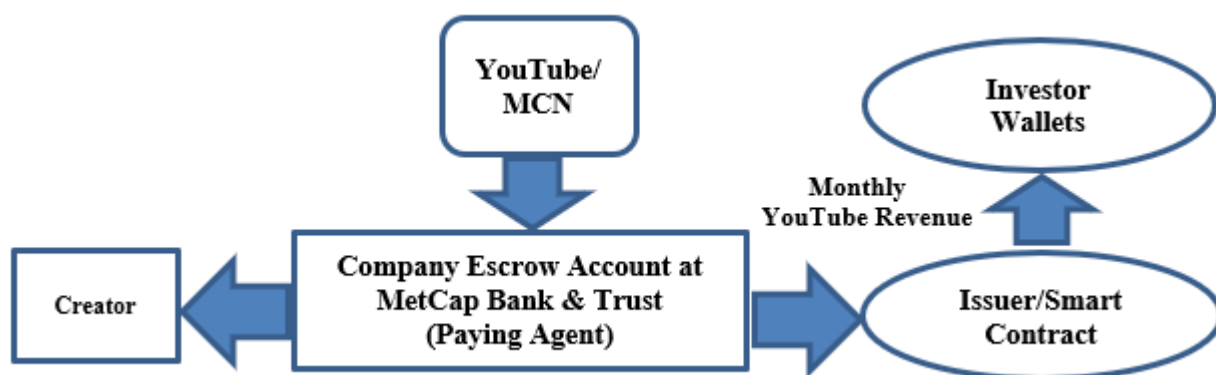 YouTube/
MCN
Investor
Wallets
Monthly
YouTube Revenue
Creator
Company Escrow Account at
MetCap Bank & Trust
(Paying Agent)
Issuer/Smart
Contract